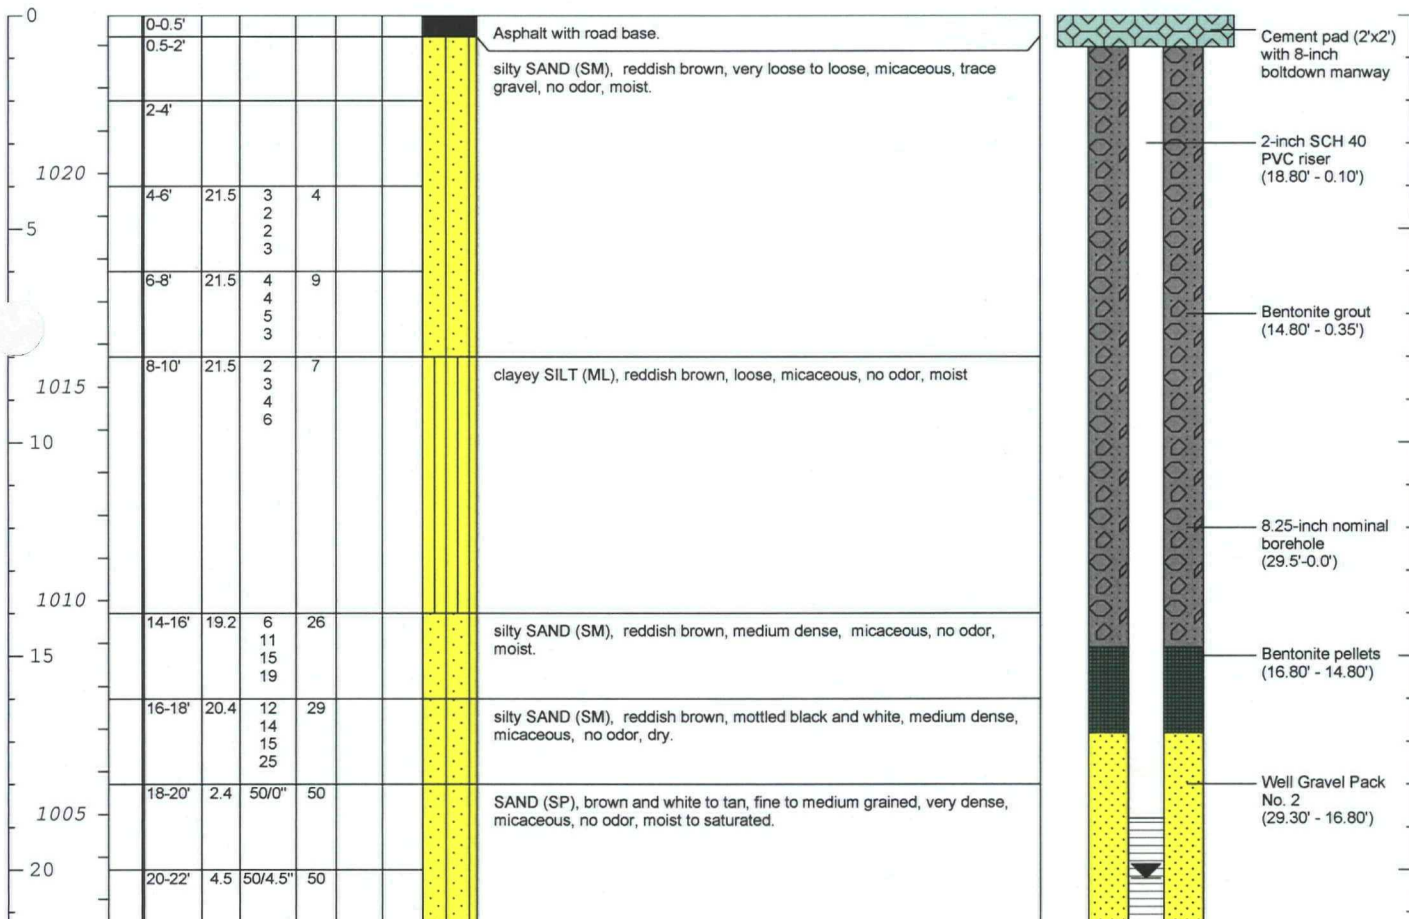 0
0-0.5'
Asphalt with road base.
Cement pad (2'x2')
with 8-inch
boltdown manway
0.5-2'
silty SAND (SM), reddish brown, very loose to loose, micaceous, trace
gravel, no odor, moist.
2-4'
2-inch SCH 40
PVC riser
(18.80' - 0.10')
1020
4-6' 21.5 3 4
2
2
3
5
6-8' 21.5 4 9
4
5
3
Bentonite grout
(14.80' - 0.35')
8-10' 21.5 2 7
3
4
6
clayey SILT (ML), reddish brown, loose, micaceous, no odor, moist
1015
10
8.25-inch nominal
borehole
(29.5'-0.0')
1010
14-16' 19.2 6 26
11
15
19
silty SAND (SM), reddish brown, medium dense, micaceous, no odor,
moist.
15
Bentonite pellets
(16.80' - 14.80')
16-18' 20.4 12 29
14
15
25
silty SAND (SM), reddish brown, mottled black and white, medium dense,
micaceous, no odor, dry.
18-20' 2.4 50/0" 50
SAND (SP), brown and white to tan, fine to medium grained, very dense,
micaceous, no odor, moist to saturated.
Well Gravel Pack
No. 2
(29.30' - 16.80')
1005
20
20-22' 4.5 50/4.5" 50